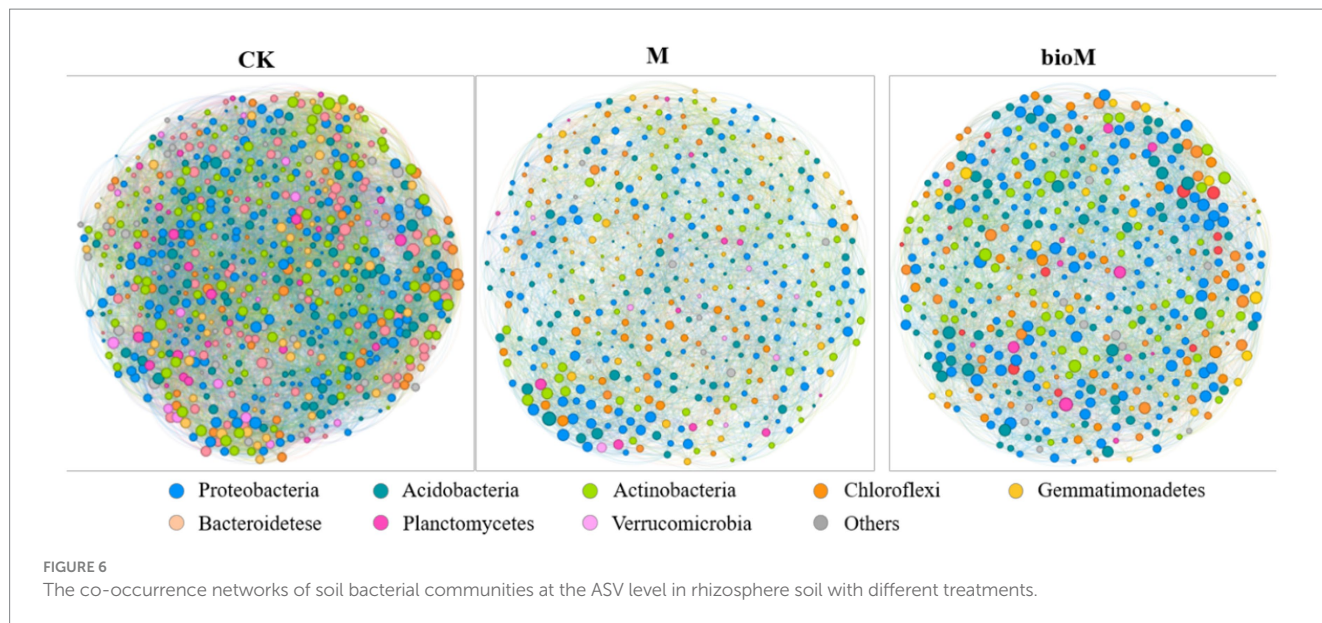 CK
M
bioM
Proteobacteria
Acidobacteria
Actinobacteria
Chloroflexi
Gemmatimonadetes
Bacteroidetese
Planctomycetes
Verrucomicrobia
Others
FIGURE 6
The co-occurrence networks of soil bacterial communities at the ASV level in rhizosphere soil with different treatments.